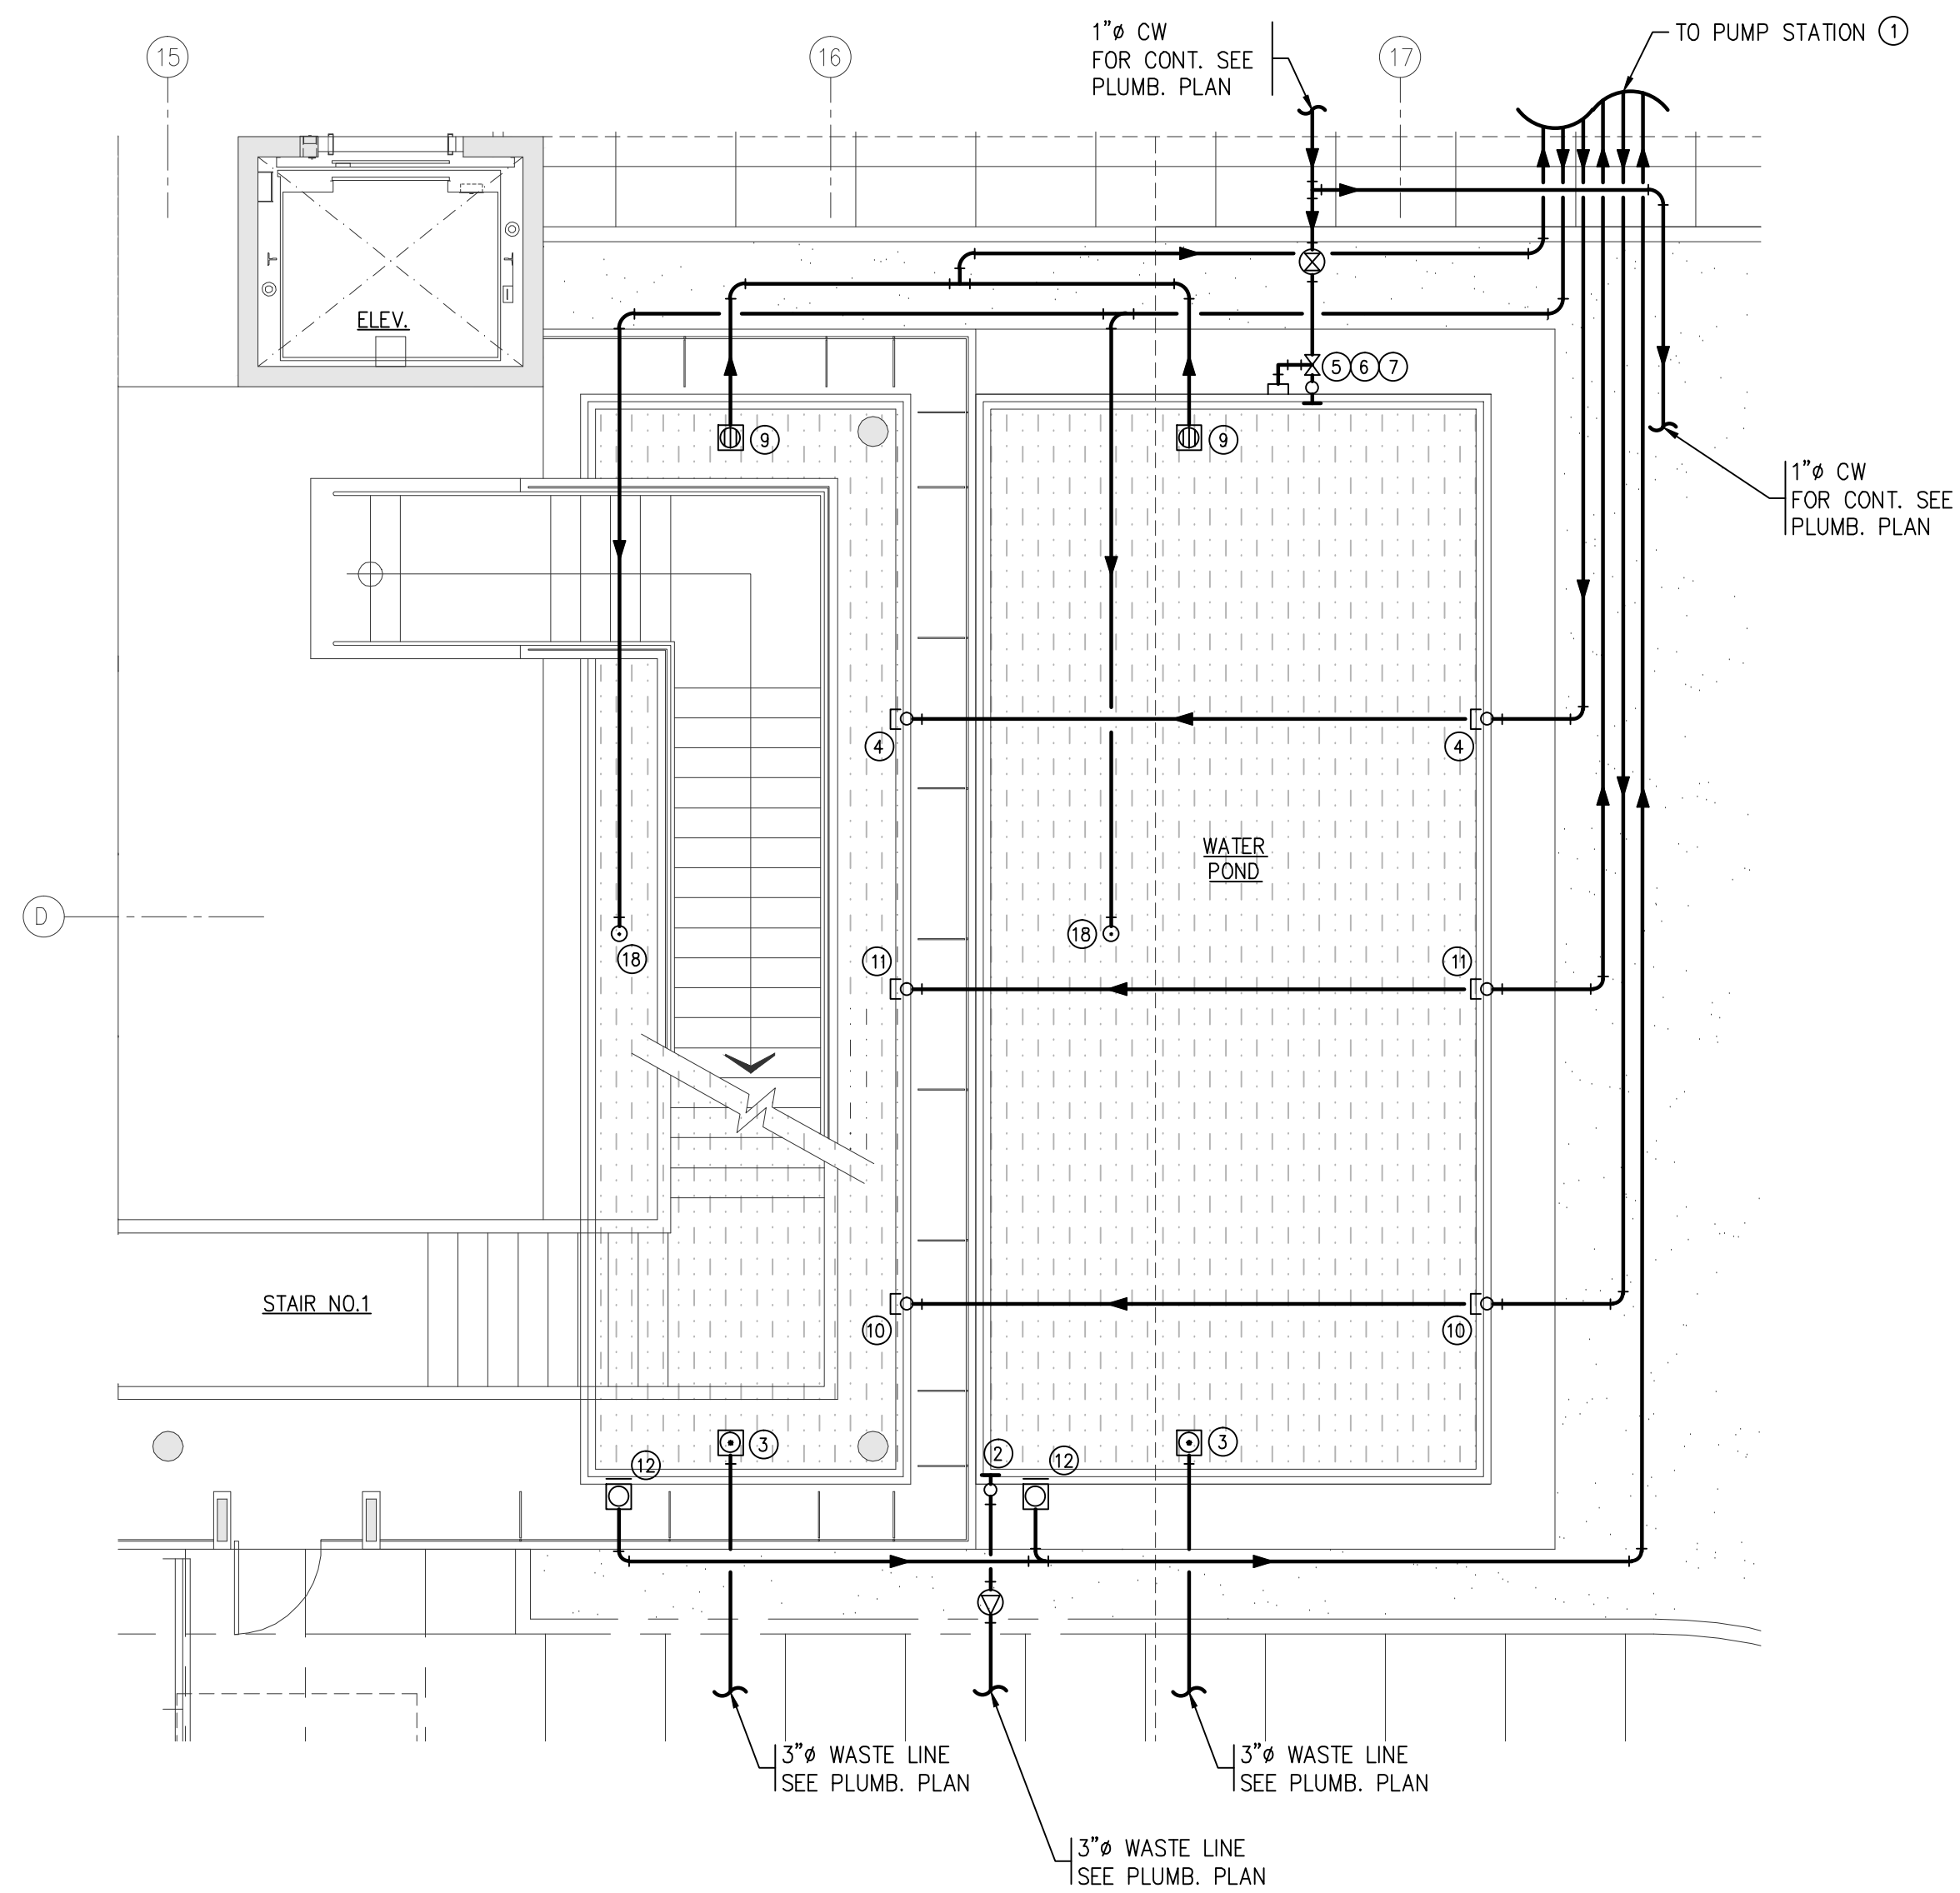 15
16
17
1"ø CW
FOR CONT. SEE
PLUMB. PLAN
TO PUMP STATION 1
ELEV.
5 6 7
9
9
1"ø CW
FOR CONT. SEE
PLUMB. PLAN
4
4
WATER
POND
D
18
18
11
11
STAIR NO.1
10
10
3
3
2
12
12
3"ø WASTE LINE
SEE PLUMB. PLAN
3"ø WASTE LINE
SEE PLUMB. PLAN
3"ø WASTE LINE
SEE PLUMB. PLAN